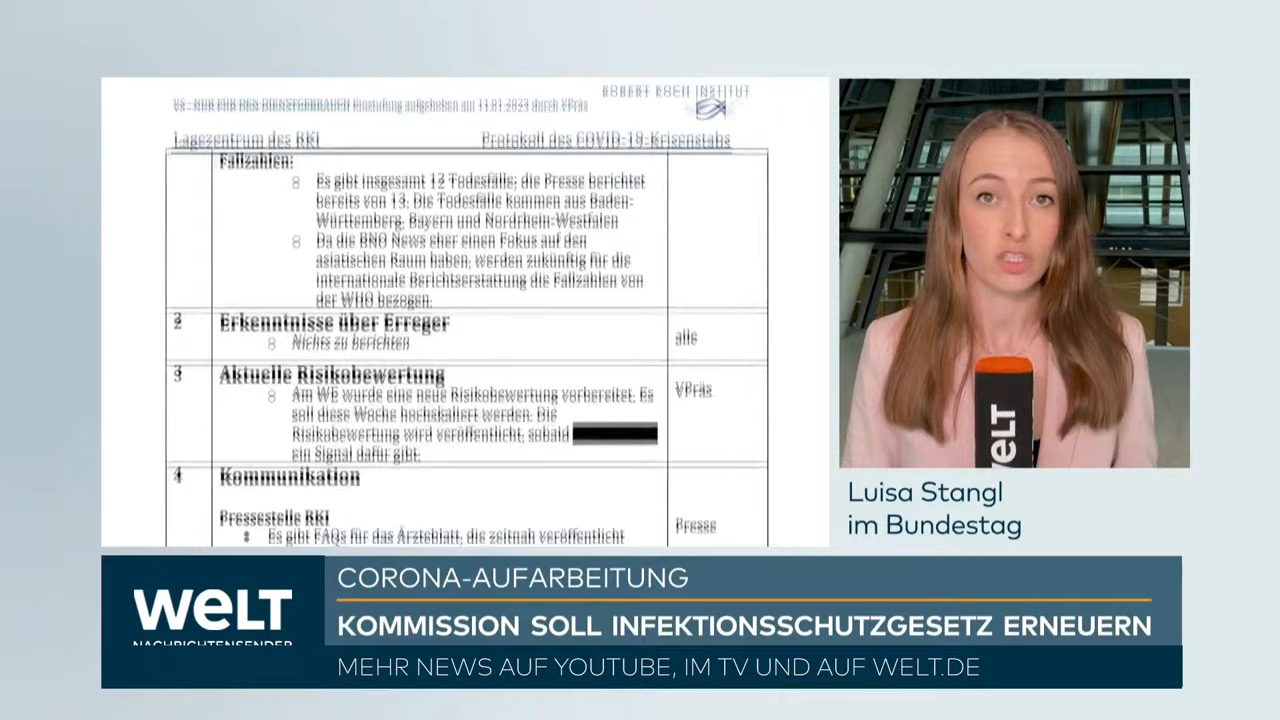 VS - NUR FÜR DEN DIENSTGEBRAUCH Einstufung aufgehoben am 11.01.2023 durch VPräs
ROBERT KOCH INSTITUT
Lagezentrum des RKI
Protokoll des COVID-19-Krisenstabs
Fallzahlen:
Es gibt insgesamt 12 Todesfälle; die Presse berichtet
bereits von 13. Die Todesfälle kommen aus Baden-
Württemberg, Bayern und Nordrhein-Westfalen
Da die BNO News eher einen Fokus auf den
asiatischen Raum haben, werden zukünftig für die
internationale Berichtserstattung die Fallzahlen von
der WHO bezogen.
2 Erkenntnisse über Erreger
Nichts zu berichten
alle
3 Aktuelle Risikobewertung
VPräs
Am WE wurde eine neue Risikobewertung vorbereitet. Es
soll diese Woche hochskaliert werden. Die
Risikobewertung wird veröffentlicht, sobald
ein Signal dafür gibt.
4 Kommunikation
Pressestelle RKI
Presse
Es gibt FAQs für das Ärzteblatt, die zeitnah veröffentlicht
welt
Luisa Stangl
im Bundestag
welt
NACHRICHTENSENDER
CORONA-AUFARBEITUNG
KOMMISSION SOLL INFEKTIONSSCHUTZGESETZ ERNEUERN
MEHR NEWS AUF YOUTUBE, IM TV UND AUF WELT.DE